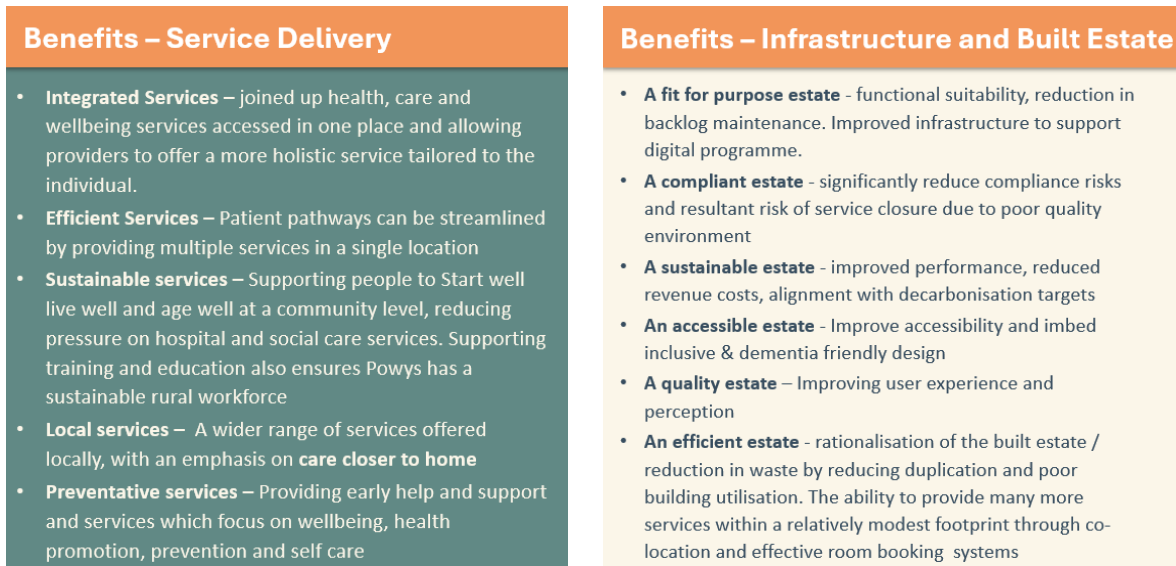 Benefits – Service Delivery
• Integrated Services – joined up health, care and
wellbeing services accessed in one place and allowing
providers to offer a more holistic service tailored to the
individual.
• Efficient Services – Patient pathways can be streamlined
by providing multiple services in a single location
• Sustainable services – Supporting people to Start well
live well and age well at a community level, reducing
pressure on hospital and social care services. Supporting
training and education also ensures Powys has a
sustainable rural workforce
• Local services – A wider range of services offered
locally, with an emphasis on care closer to home
• Preventative services – Providing early help and support
and services which focus on wellbeing, health
promotion, prevention and self care
Benefits – Infrastructure and Built Estate
• A fit for purpose estate - functional suitability, reduction in
backlog maintenance. Improved infrastructure to support
digital programme.
• A compliant estate - significantly reduce compliance risks
and resultant risk of service closure due to poor quality
environment
• A sustainable estate - improved performance, reduced
revenue costs, alignment with decarbonisation targets
• An accessible estate - Improve accessibility and imbed
inclusive & dementia friendly design
• A quality estate – Improving user experience and
perception
• An efficient estate - rationalisation of the built estate /
reduction in waste by reducing duplication and poor
building utilisation. The ability to provide many more
services within a relatively modest footprint through co-
location and effective room booking systems